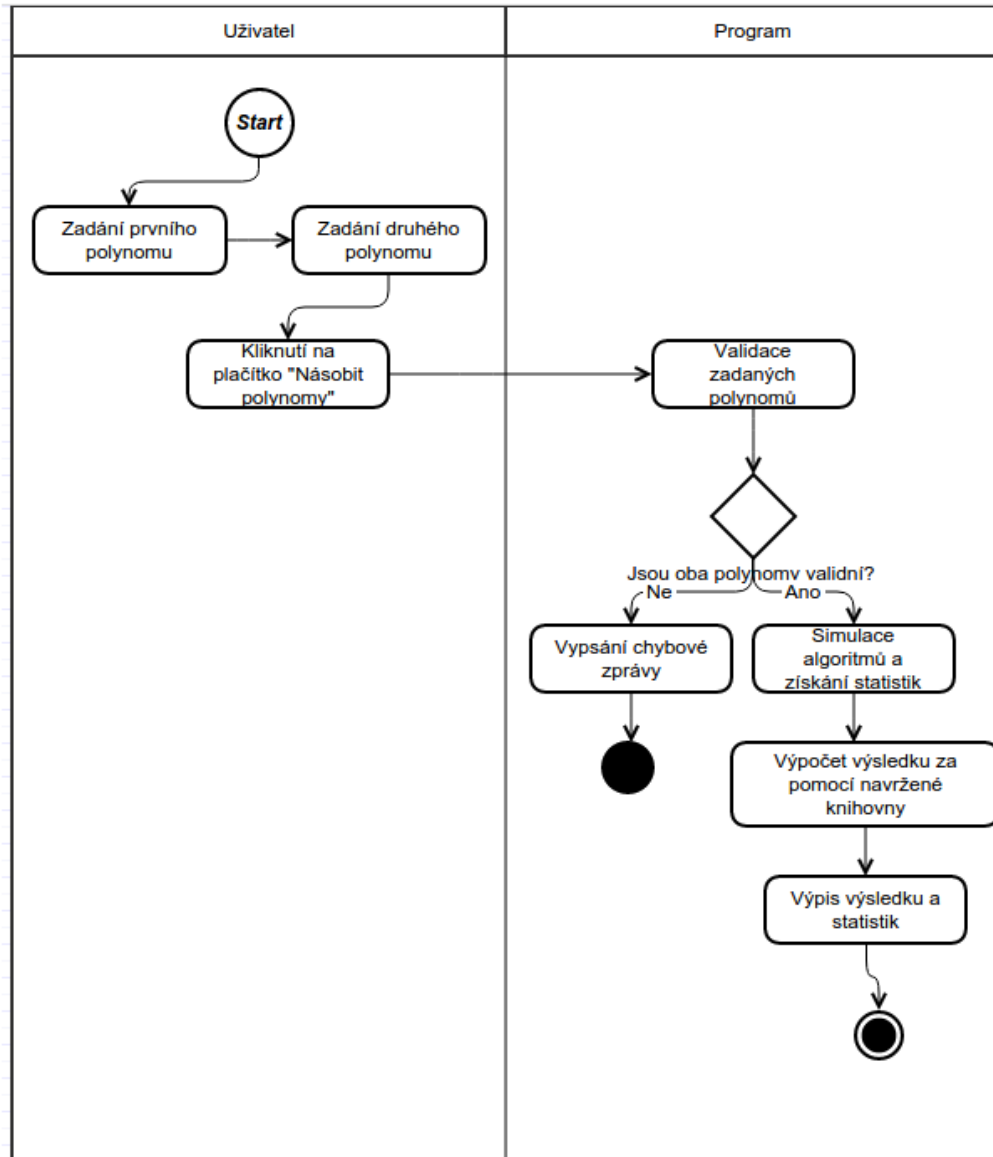 Uživatel
Program
Start
Zadání prvního
polynomu
Zadání druhého
polynomu
Kliknutí na
plačítko "Násobit
polynomy"
Validace
zadaných
polynomů
Jsou oba polynomy validní?
Ne
Ano
Vypsání chybové
zprávy
Simulace
algoritmů a
získání statistik
Výpočet výsledku za
pomocí navržené
knihovny
Výpis výsledku a
statistik